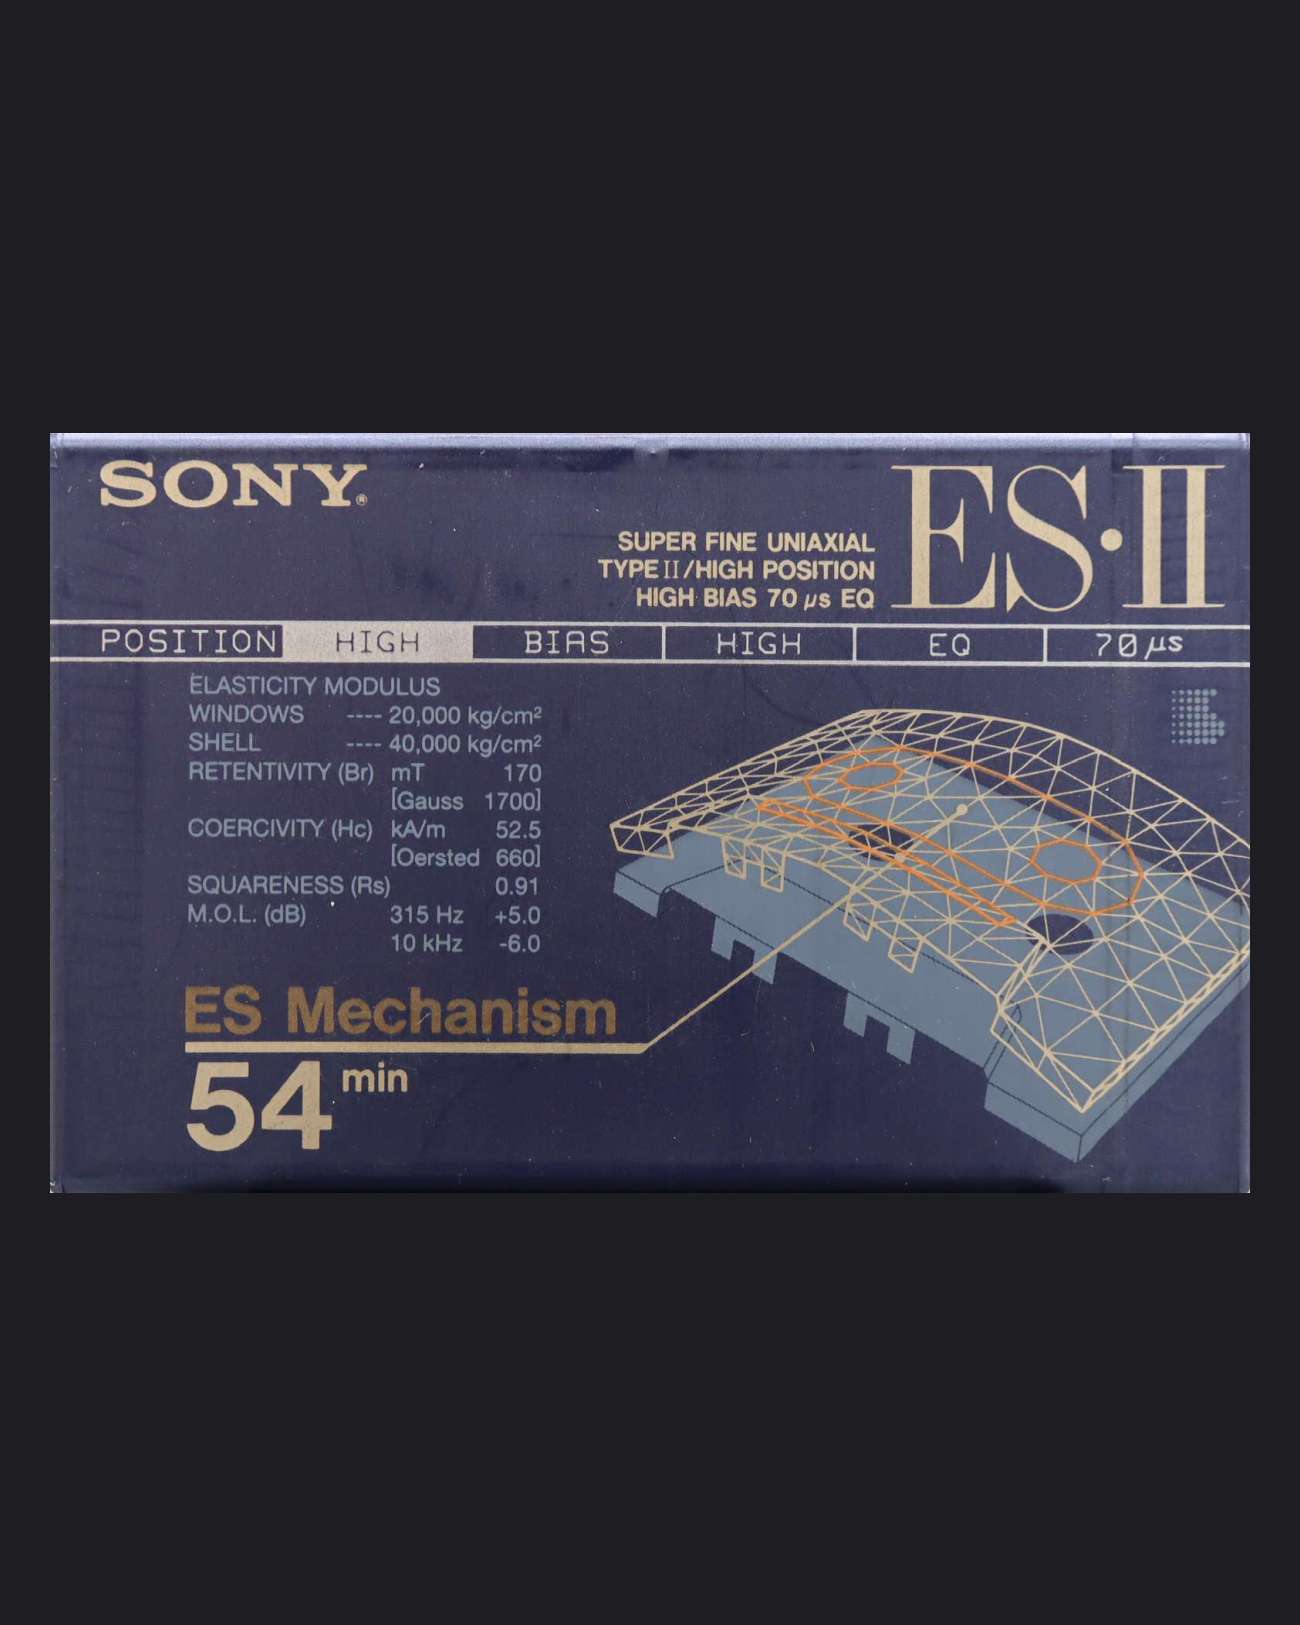 SONY®
ES·II
SUPER FINE UNIAXIAL
TYPE II/HIGH POSITION
HIGH BIAS 70 µs EQ
POSITION HIGH BIAS HIGH EQ 70 µs
ELASTICITY MODULUS
WINDOWS ---- 20,000 kg/cm²
SHELL ---- 40,000 kg/cm²
RETENTIVITY (Br) mT 170
[Gauss 1700]
COERCIVITY (Hc) kA/m 52.5
[Oersted 660]
SQUARENESS (Rs) 0.91
M.O.L. (dB) 315 Hz +5.0
10 kHz -6.0
ES Mechanism
54 min